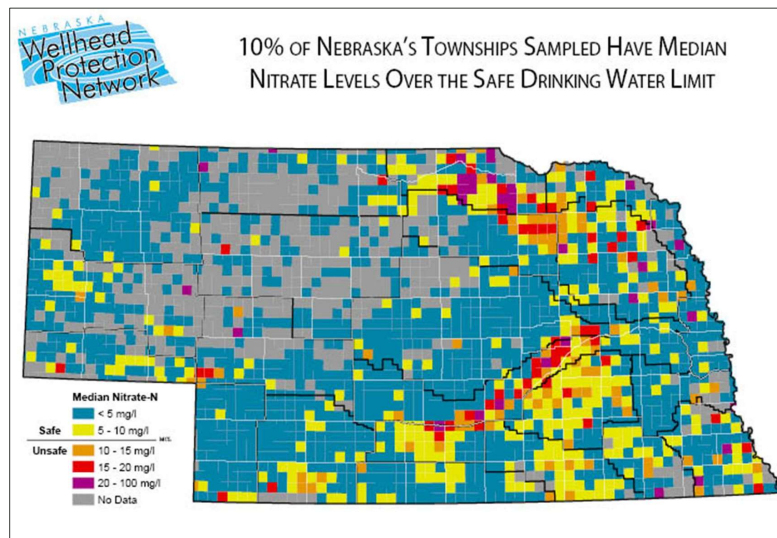 NEBRASKA
Wellhead
Protection
Network
10% OF NEBRASKA'S TOWNSHIPS SAMPLED HAVE MEDIAN
NITRATE LEVELS OVER THE SAFE DRINKING WATER LIMIT
Median Nitrate-N
< 5 mg/l
Safe 5 - 10 mg/l
MCL
Unsafe 10 - 15 mg/l
15 - 20 mg/l
20 - 100 mg/l
No Data